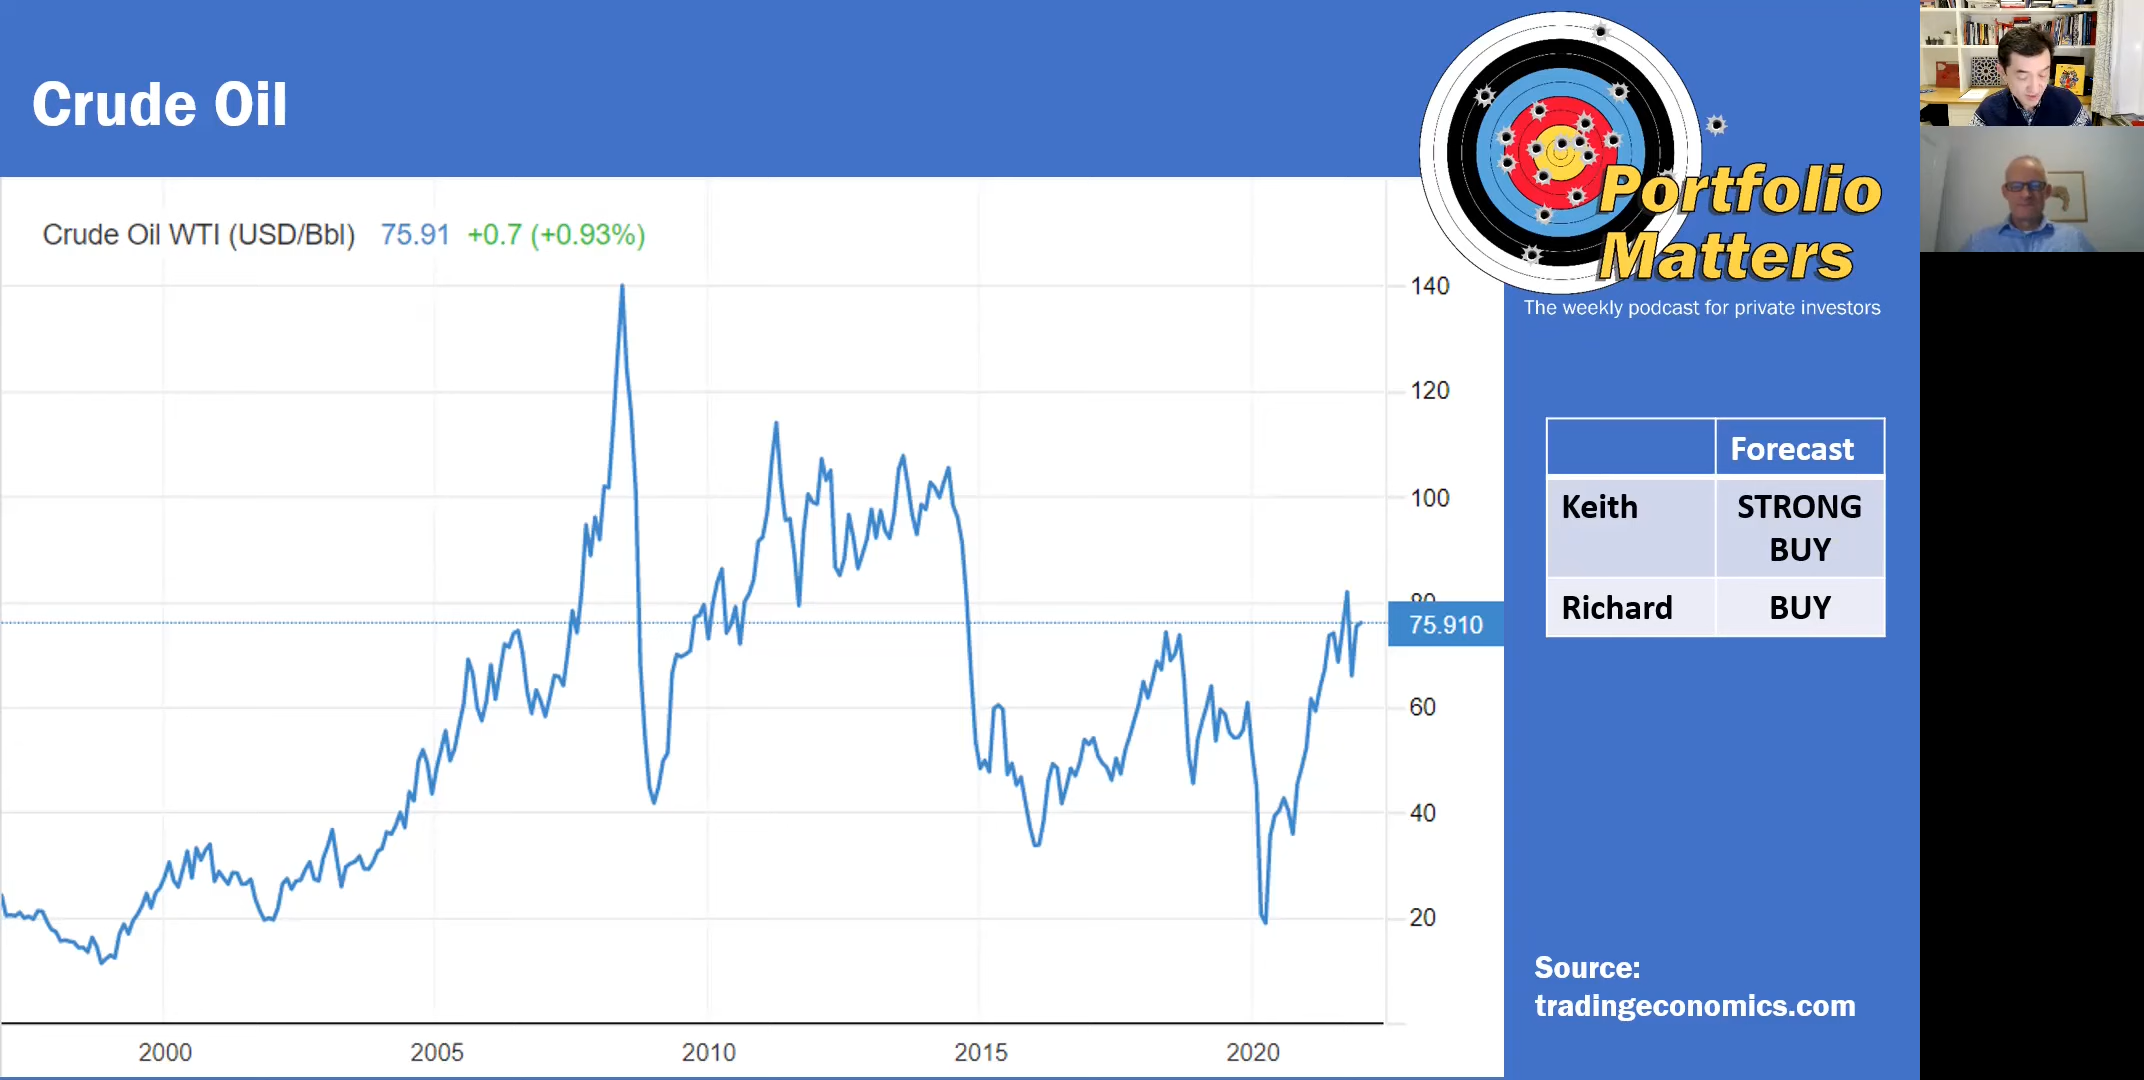 Crude Oil
Crude Oil WTI (USD/Bbl) 75.91 +0.7 (+0.93%)
140
120
100
80
75.910
60
40
20
2000 2005 2010 2015 2020
Portfolio
Matters
The weekly podcast for private investors
Forecast
Keith STRONG BUY
Richard BUY
Source:
tradingeconomics.com